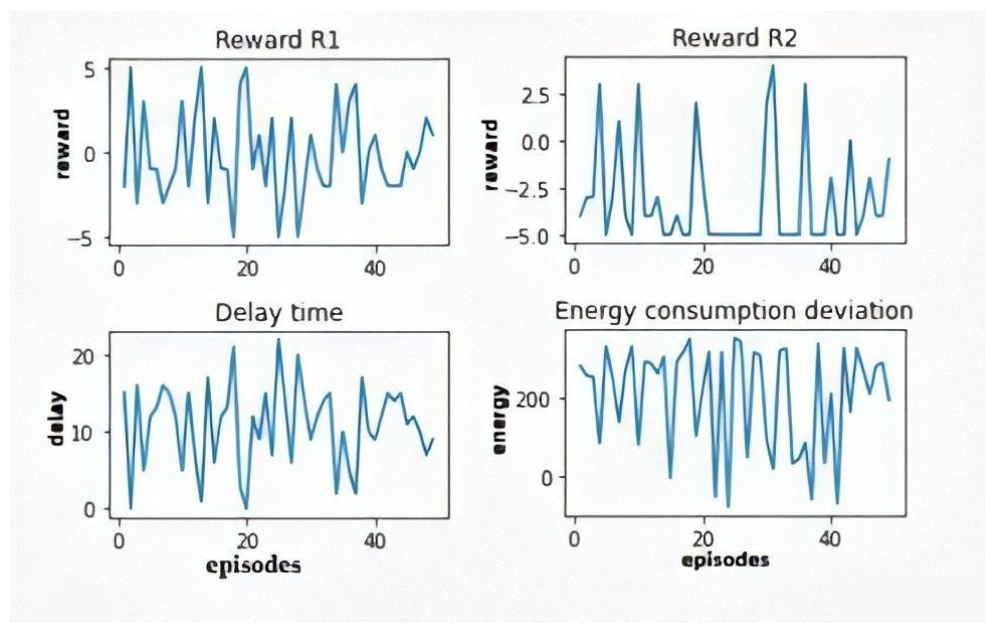 Reward R1
reward
5
0
−5
0
20
40
Reward R2
reward
2.5
0.0
−2.5
−5.0
0
20
40
Delay time
delay
20
10
0
0
20
40
episodes
Energy consumption deviation
energy
200
0
0
20
40
episodes